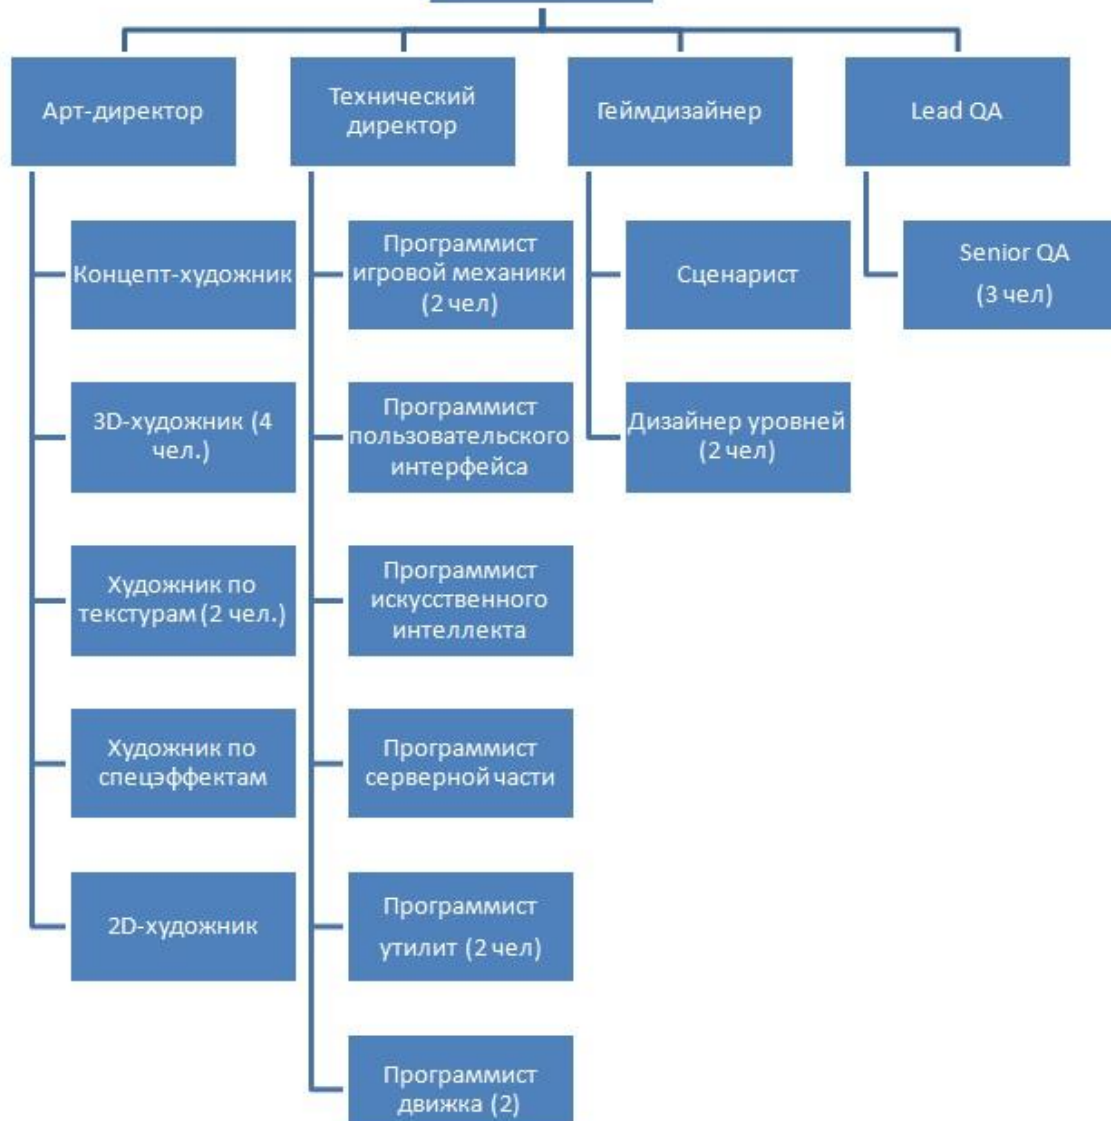 Арт-директор
Технический
директор
Геймдизайнер
Lead QA
Концепт-художник
3D-художник (4
чел.)
Художник по
текстурам (2 чел.)
Художник по
спецэффектам
2D-художник
Программист
игровой механики
(2 чел)
Программист
пользовательского
интерфейса
Программист
искусственного
интеллекта
Программист
серверной части
Программист
утилит (2 чел)
Программист
движка (2)
Сценарист
Дизайнер уровней
(2 чел)
Senior QA
(3 чел)